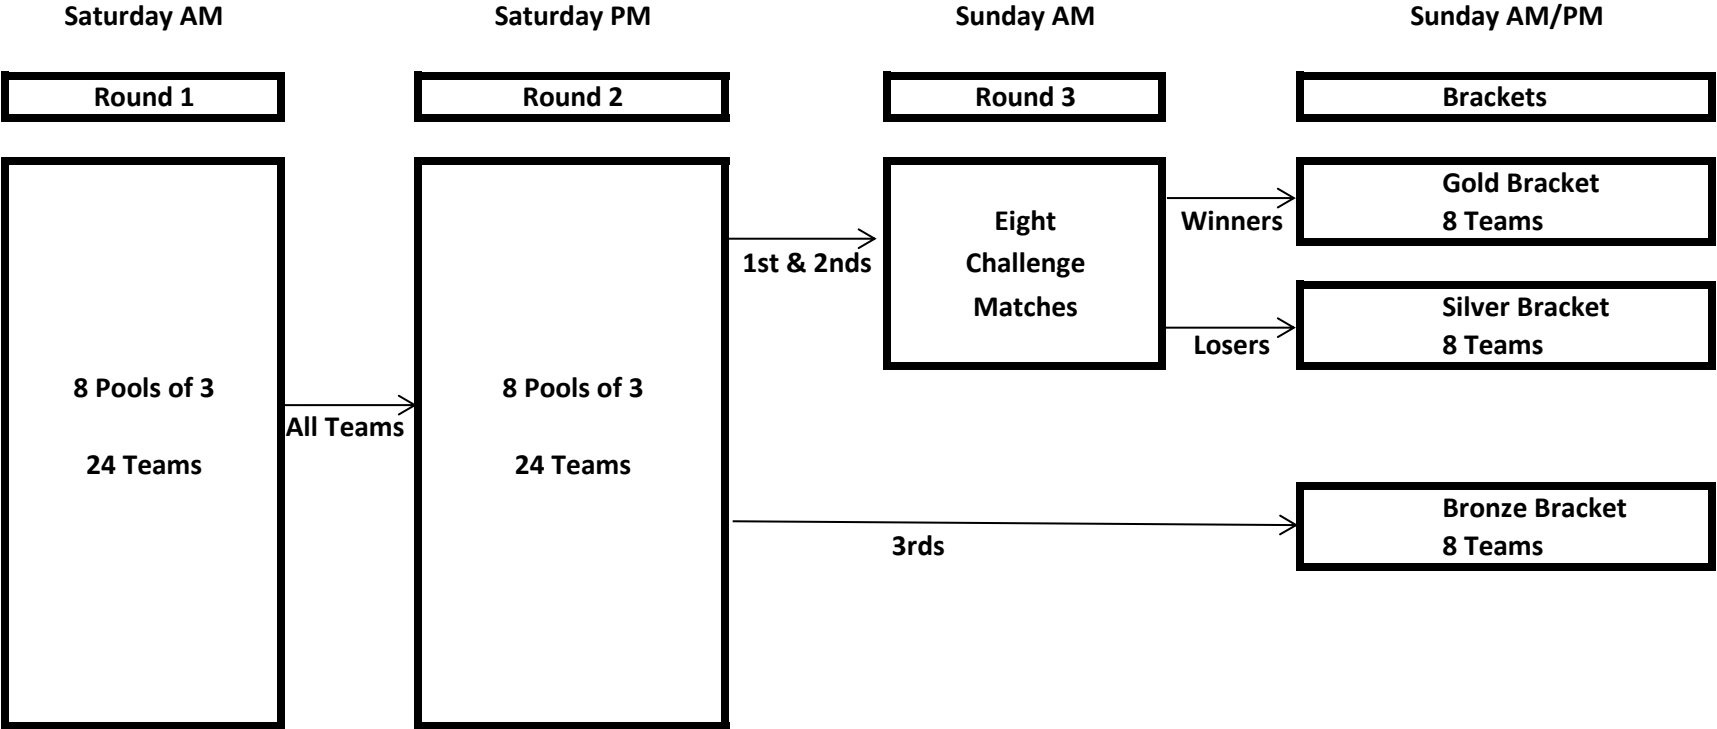 Saturday AM
Saturday PM
Sunday AM
Sunday AM/PM
Round 1
Round 2
Round 3
Brackets
8 Pools of 3
24 Teams
All Teams
8 Pools of 3
24 Teams
1st & 2nds
3rds
Eight
Challenge
Matches
Winners
Losers
Gold Bracket
8 Teams
Silver Bracket
8 Teams
Bronze Bracket
8 Teams